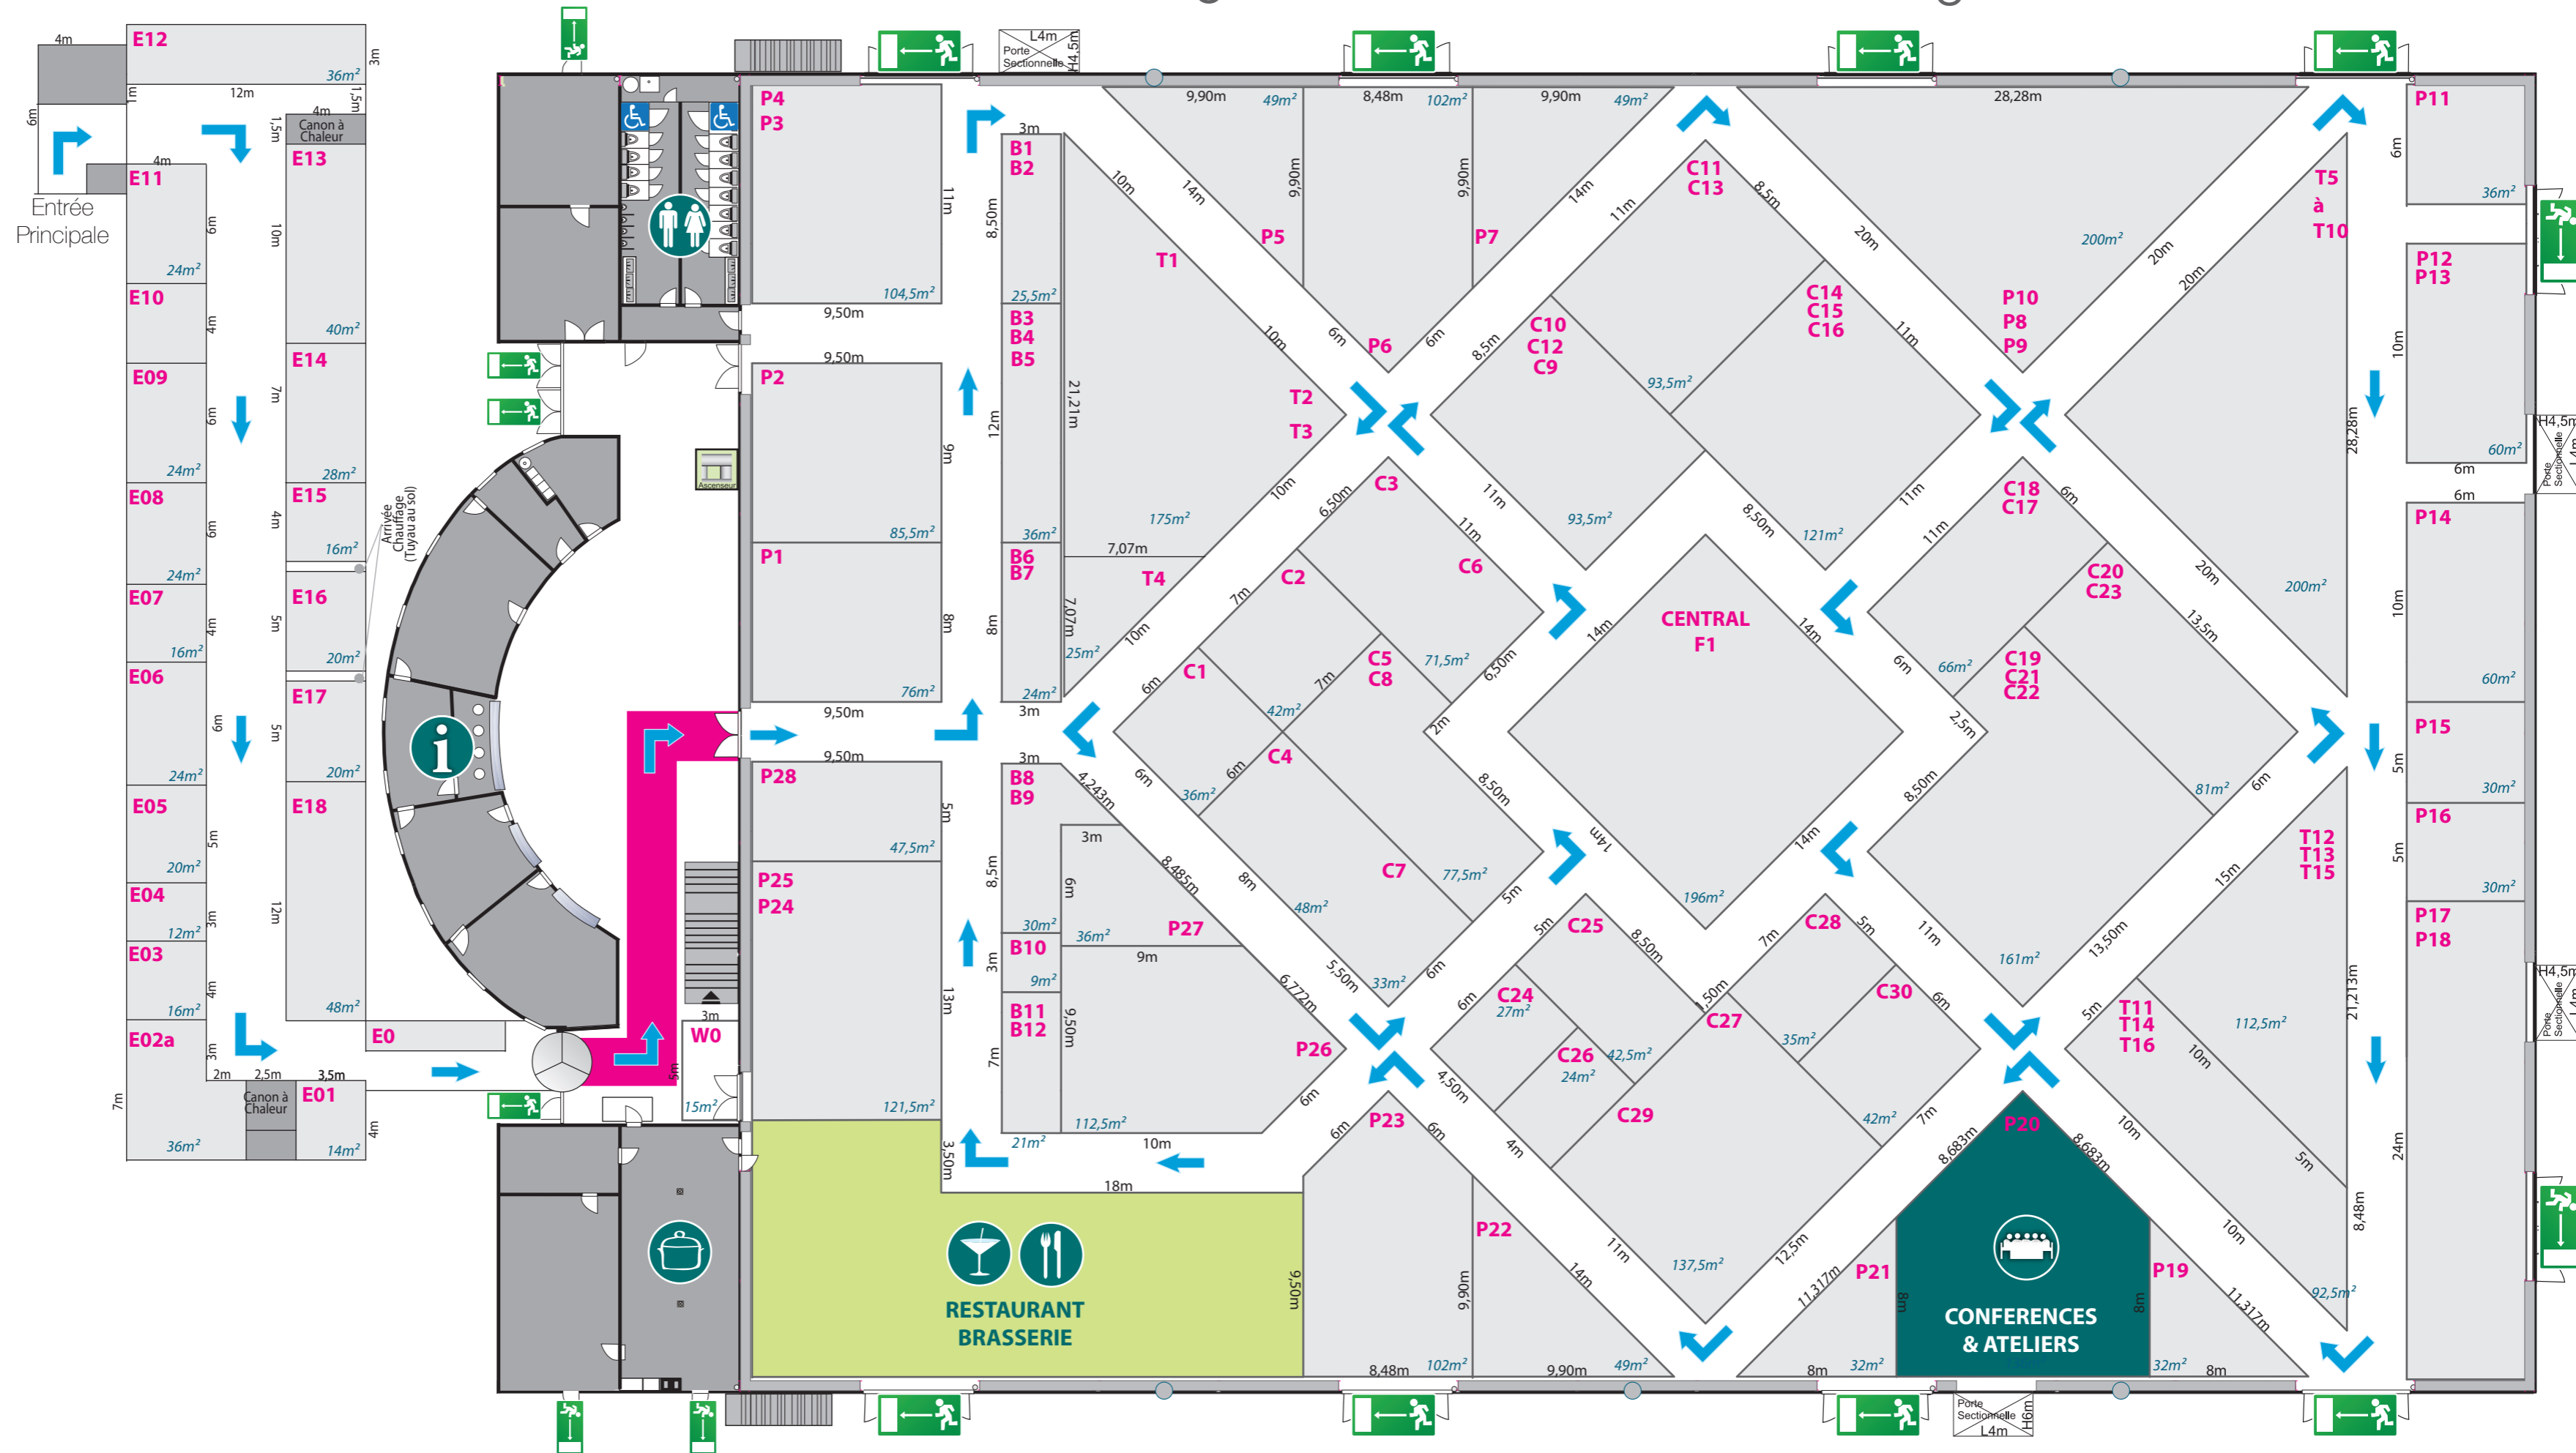 E12
36m²
4m
3m
12m
1m
1,5m
6m
Entrée
Principale
4m
Canon à
Chaleur
1,5m
E13
10m
40m²
4m
E11
6m
24m²
E10
4m
E09
6m
24m²
E08
6m
24m²
E07
4m
16m²
E06
6m
24m²
E05
5m
20m²
E04
3m
12m²
E03
4m
16m²
E02a
3m
7m
36m²
2m
2,5m
3,5m
Canon à
Chaleur
E01
4m
14m²
E14
7m
28m²
E15
4m
16m²
Arrivée
Chauffage
(Tuyau au sol)
E16
5m
20m²
E17
5m
20m²
E18
12m
48m²
E0
i
Ascenseur
3m
W0
5m
15m²
P4
P3
11m
104,5m²
9,50m
9,50m
P2
9m
85,5m²
P1
8m
76m²
9,50m
9,50m
P28
5m
47,5m²
P25
P24
13m
121,5m²
3,50m
18m
9,50m
RESTAURANT
BRASSERIE
L4m
Porte
Sectionnelle
H4,5m
3m
B1
B2
8,50m
25,5m²
B3
B4
B5
12m
36m²
B6
B7
8m
24m²
3m
21,21m
7,07m
3m
B8
B9
8,5m
30m²
B10
3m
9m²
B11
B12
7m
21m²
9,50m
10m
T1
10m
10m
T2
T3
10m
175m²
7,07m
T4
25m²
10m
4,243m
3m
6m
8,485m
P27
36m²
9m
6,772m
P26
6m
112,5m²
10m
9,90m
49m²
14m
6,90m
P5
8,48m
102m²
6,90m
6m
P6
6m
9,90m
49m²
14m
P7
28,28m
20m
200m²
20m
P10
P8
P9
C11
C13
11m
8,5m
93,5m²
C14
C15
C16
11m
11m
8,50m
121m²
C10
C12
C9
8,5m
11m
93,5m²
C3
6,50m
11m
C6
6,50m
71,5m²
C2
7m
42m²
C1
6m
6m
36m²
C5
C8
7m
2m
8,50m
77,5m²
5m
C4
6m
8m
48m²
C7
5,50m
33m²
6m
CENTRAL
F1
14m
14m
14m
14m
196m²
C18
C17
6m
11m
6m
66m²
C20
C23
13,5m
6m
81m²
C19
C21
C22
2,5m
8,50m
11m
13,50m
161m²
C25
5m
8,50m
C24
27m²
6m
C26
24m²
42,5m²
4,50m
C28
7m
5m
C27
1,50m
35m²
C30
6m
42m²
7m
C29
4m
11m
12,5m
137,5m²
P23
6m
6m
8,48m
102m²
6,90m
P22
14m
9,90m
49m²
P21
11,317m
8m
8m
32m²
P20
8,683m
8,683m
CONFERENCES
& ATELIERS
P19
8m
11,317m
32m²
8m
T5
à
T10
20m
28,28m
20m
200m²
T12
T13
T15
15m
21,213m
112,5m²
T11
T14
T16
5m
10m
5m
10m
10m
8,48m
92,5m²
P11
6m
36m²
P12
P13
10m
60m²
6m
6m
P14
10m
60m²
P15
5m
30m²
P16
5m
30m²
P17
P18
24m
H4,5m
Porte
Sectionnelle
L4m
H4,5m
Porte
Sectionnelle
L4m
Porte
Sectionnelle
L4m
H6m